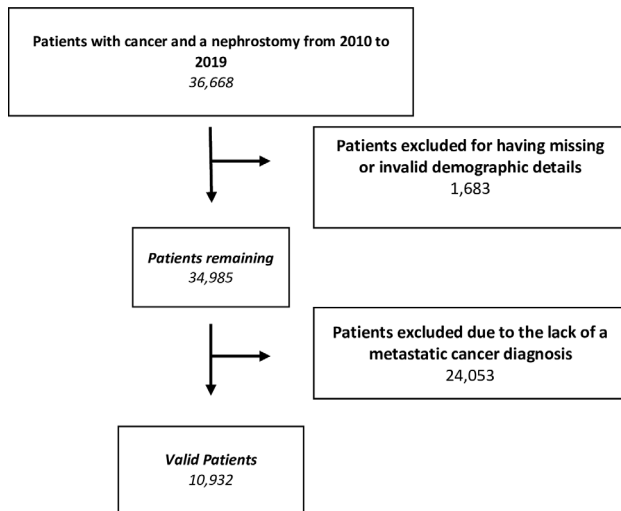 Patients with cancer and a nephrostomy from 2010 to
2019
36,668
Patients excluded for having missing
or invalid demographic details
1,683
Patients remaining
34,985
Patients excluded due to the lack of a
metastatic cancer diagnosis
24,053
Valid Patients
10,932